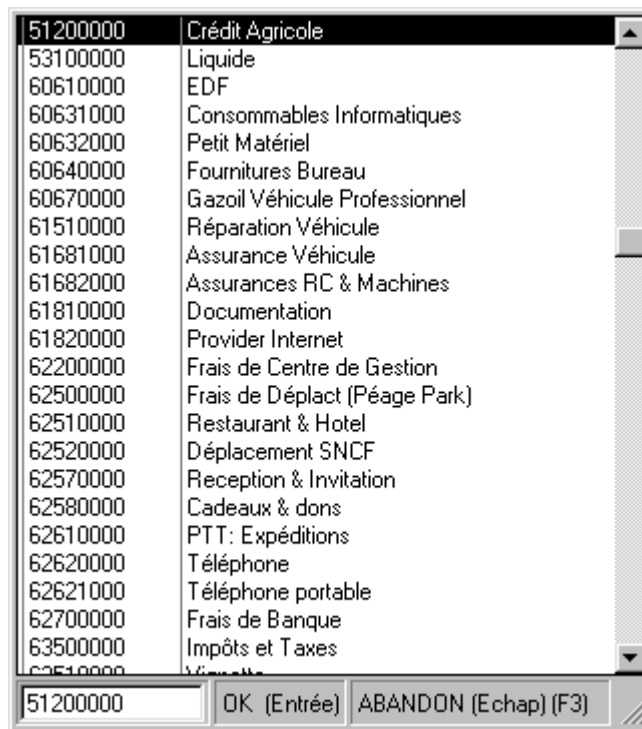 51200000 Crédit Agricole
53100000 Liquide
60610000 EDF
60631000 Consommables Informatiques
60632000 Petit Matériel
60640000 Fournitures Bureau
60670000 Gazoil Véhicule Professionnel
61510000 Réparation Véhicule
61681000 Assurance Véhicule
61682000 Assurances RC & Machines
61810000 Documentation
61820000 Provider Internet
62200000 Frais de Centre de Gestion
62500000 Frais de Déplact (Péage Park)
62510000 Restaurant & Hotel
62520000 Déplacement SNCF
62570000 Reception & Invitation
62580000 Cadeaux & dons
62610000 PTT: Expéditions
62620000 Téléphone
62621000 Téléphone portable
62700000 Frais de Banque
63500000 Impôts et Taxes
51200000 OK (Entrée) ABANDON (Echap) (F3)